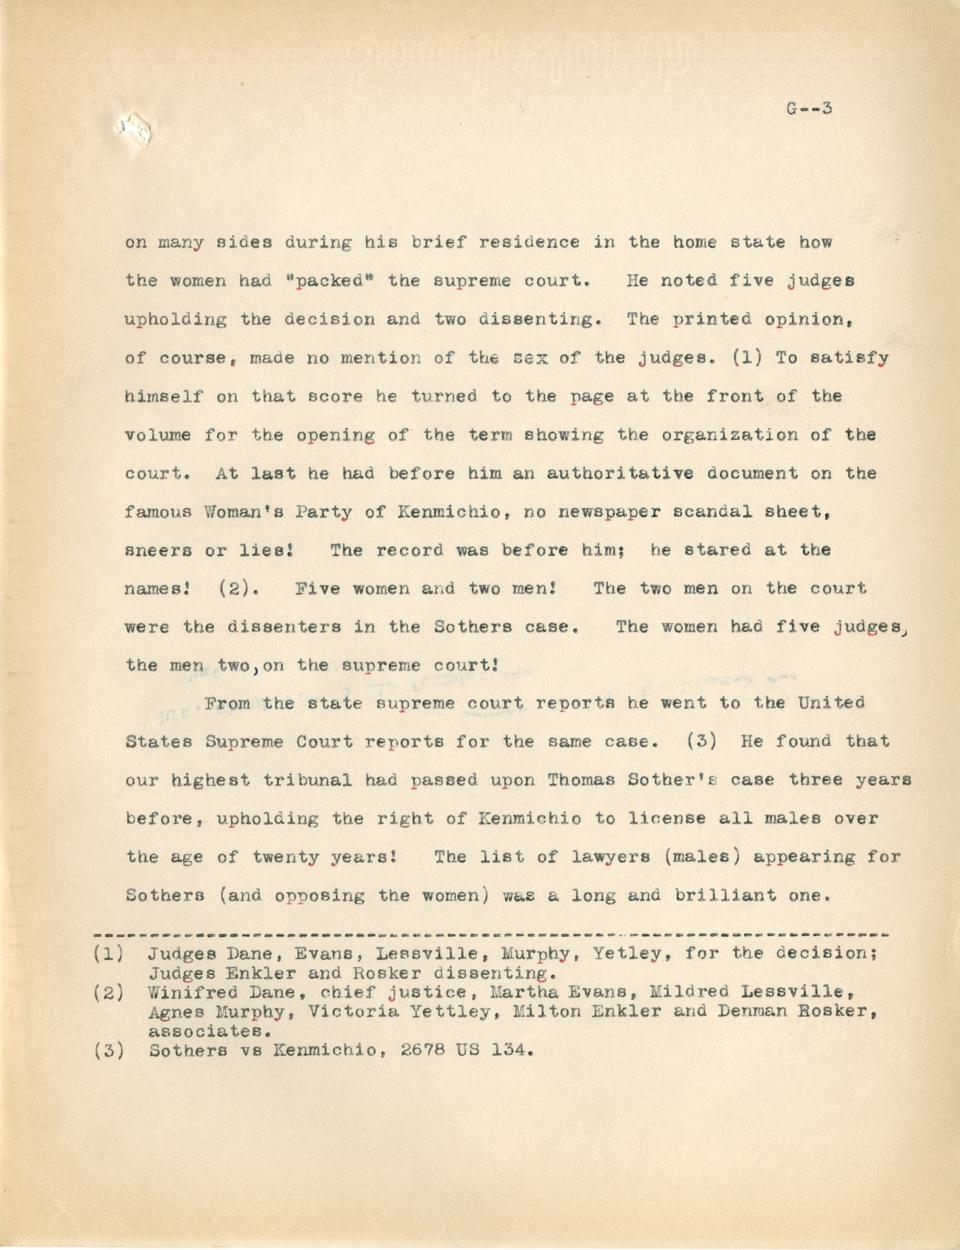 G--3
on many sides during his brief residence in the home state how
the women had "packed" the supreme court. He noted five judges
upholding the decision and two dissenting. The printed opinion,
of course, made no mention of the sex of the judges. (1) To satisfy
himself on that score he turned to the page at the front of the
volume for the opening of the term showing the organization of the
court. At last he had before him an authoritative document on the
famous Woman's Party of Kenmichio, no newspaper scandal sheet,
sneers or lies! The record was before him; he stared at the
names! (2). Five women and two men! The two men on the court
were the dissenters in the Sothers case. The women had five judges,
the men two, on the supreme court!
From the state supreme court reports he went to the United
States Supreme Court reports for the same case. (3) He found that
our highest tribunal had passed upon Thomas Sother's case three years
before, upholding the right of Kenmichio to license all males over
the age of twenty years! The list of lawyers (males) appearing for
Sothers (and opposing the women) was a long and brilliant one.
(1) Judges Dane, Evans, Lessville, Murphy, Yetley, for the decision;
Judges Enkler and Rosker dissenting.
(2) Winifred Dane, chief justice, Martha Evans, Mildred Lessville,
Agnes Murphy, Victoria Yettley, Milton Enkler and Denman Rosker,
associates.
(3) Sothers vs Kenmichio, 2678 US 134.